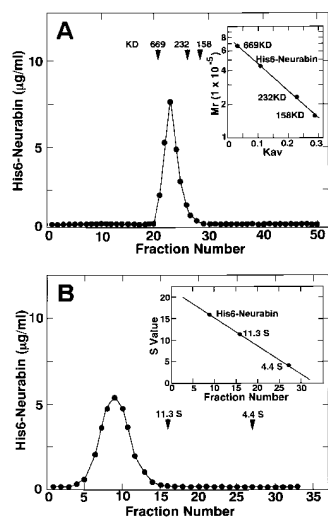 A
KD 669 232 158
10
5
0
His6-Neurabin (μg/ml)
0 10 20 30 40 50
Fraction Number
8
6
4
2
1
Mr (1 x 10⁻⁵)
669KD
His6-Neurabin
232KD
158KD
0 0.1 0.2 0.3
Kav
B
10
5
0
His6-Neurabin (μg/ml)
0 5 10 15 20 25 30 35
Fraction Number
11.3 S 4.4 S
20
15
10
5
0
S Value
His6-Neurabin
11.3 S
4.4 S
0 10 20 30
Fraction Number